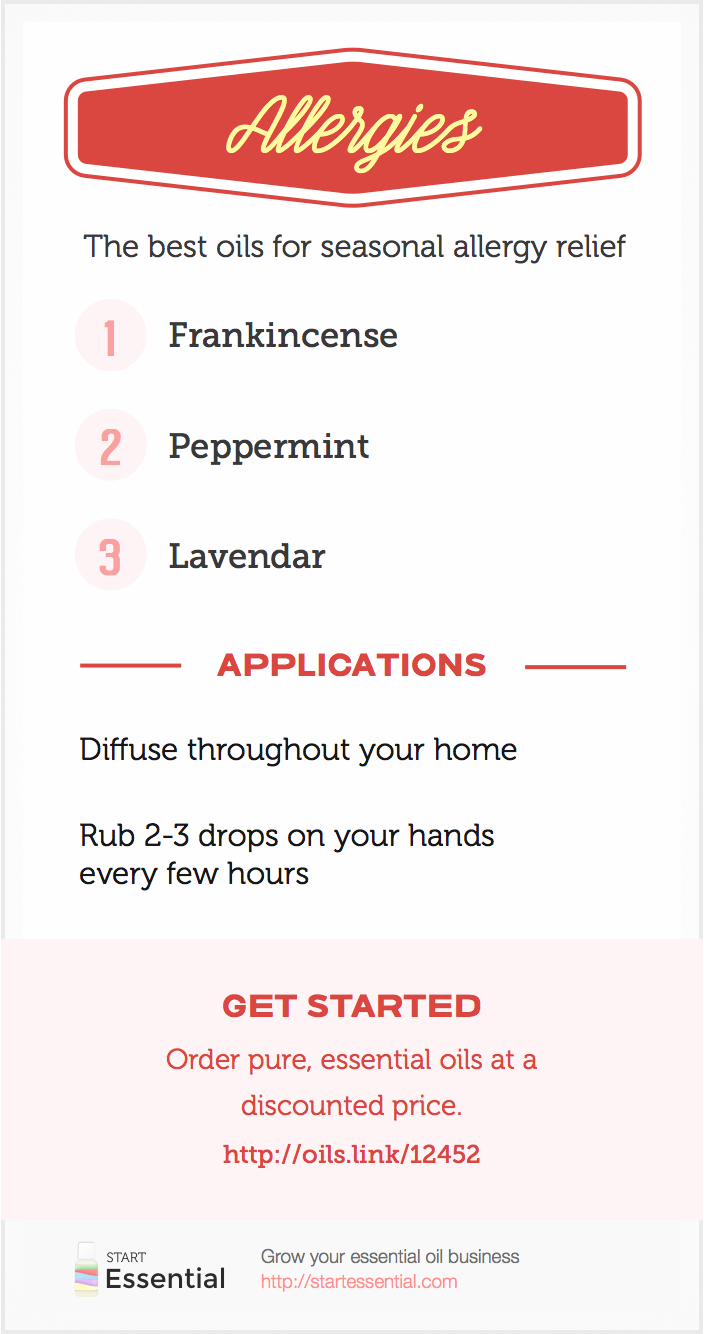 Allergies
The best oils for seasonal allergy relief
1 Frankincense
2 Peppermint
3 Lavendar
APPLICATIONS
Diffuse throughout your home
Rub 2-3 drops on your hands
every few hours
GET STARTED
Order pure, essential oils at a
discounted price.
http://oils.link/12452
START
Essential
Grow your essential oil business
http://startessential.com